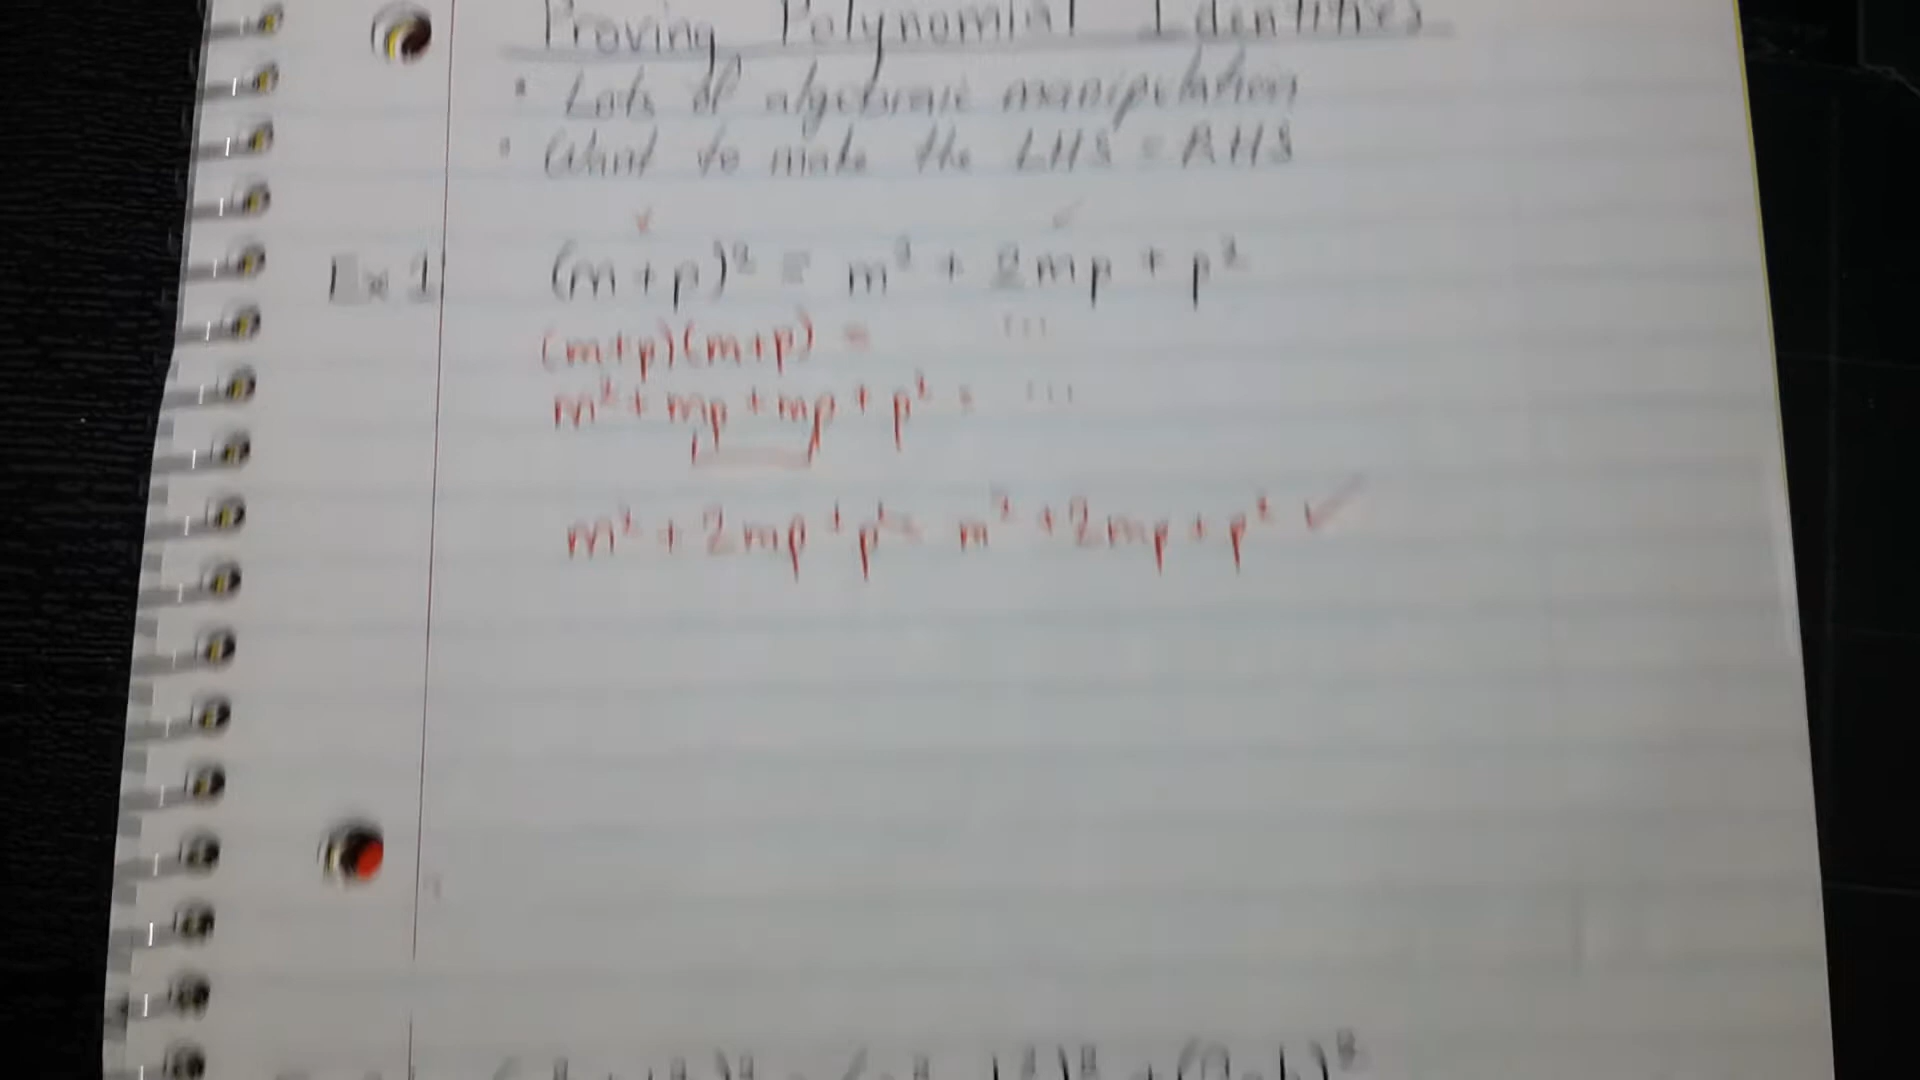 Proving Polynomial Identities
• Lots of algebraic manipulation
• Want to make the LHS = RHS
Ex 1 (m+p)² = m² + 2mp + p²
(m+p)(m+p) = ...
m² + mp + mp + p² = ...
m² + 2mp + p² = m² + 2mp + p² ✓